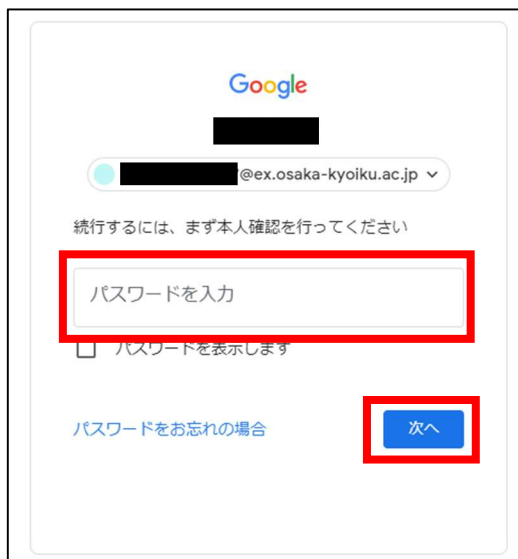 Google
@ex.osaka-kyoiku.ac.jp
続行するには、まず本人確認を行ってください
パスワードを入力
パスワードを表示します
パスワードをお忘れの場合
次へ